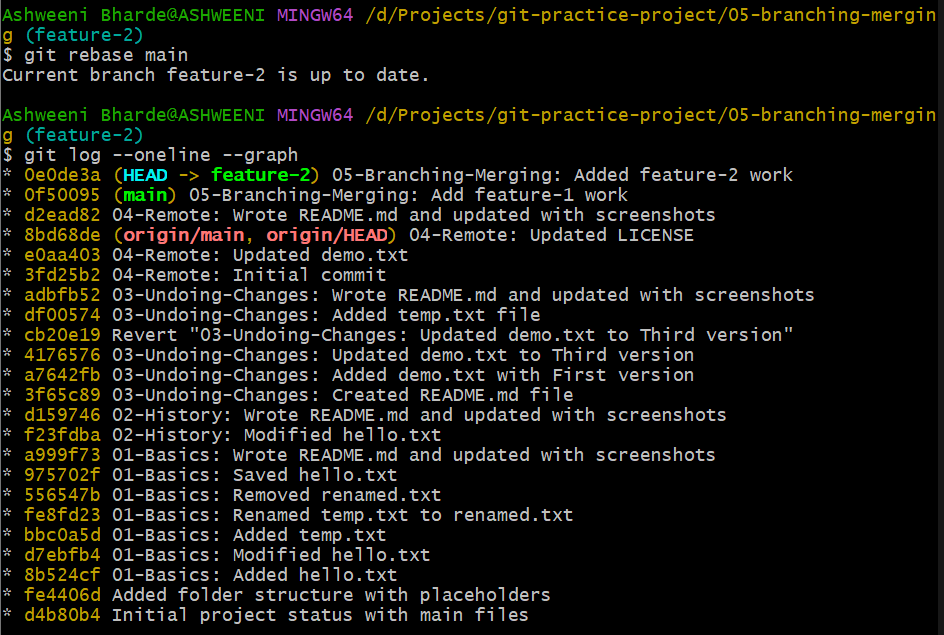 Ashweeni Bharde@ASHWEENI MINGW64 /d/Projects/git-practice-project/05-branching-mergin
g (feature-2)
$ git rebase main
Current branch feature-2 is up to date.
Ashweeni Bharde@ASHWEENI MINGW64 /d/Projects/git-practice-project/05-branching-mergin
g (feature-2)
$ git log --oneline --graph
* 0e0de3a (HEAD -> feature-2) 05-Branching-Merging: Added feature-2 work
* 0f50095 (main) 05-Branching-Merging: Add feature-1 work
* d2ead82 04-Remote: Wrote README.md and updated with screenshots
* 8bd68de (origin/main, origin/HEAD) 04-Remote: Updated LICENSE
* e0aa403 04-Remote: Updated demo.txt
* 3fd25b2 04-Remote: Initial commit
* adbfb52 03-Undoing-Changes: Wrote README.md and updated with screenshots
* df00574 03-Undoing-Changes: Added temp.txt file
* cb20e19 Revert "03-Undoing-Changes: Updated demo.txt to Third version"
* 4176576 03-Undoing-Changes: Updated demo.txt to Third version
* a7642fb 03-Undoing-Changes: Added demo.txt with First version
* 3f65c89 03-Undoing-Changes: Created README.md file
* d159746 02-History: Wrote README.md and updated with screenshots
* f23fdba 02-History: Modified hello.txt
* a999f73 01-Basics: Wrote README.md and updated with screenshots
* 975702f 01-Basics: Saved hello.txt
* 556547b 01-Basics: Removed renamed.txt
* fe8fd23 01-Basics: Renamed temp.txt to renamed.txt
* bbc0a5d 01-Basics: Added temp.txt
* d7ebfb4 01-Basics: Modified hello.txt
* 8b524cf 01-Basics: Added hello.txt
* fe4406d Added folder structure with placeholders
* d4b80b4 Initial project status with main files